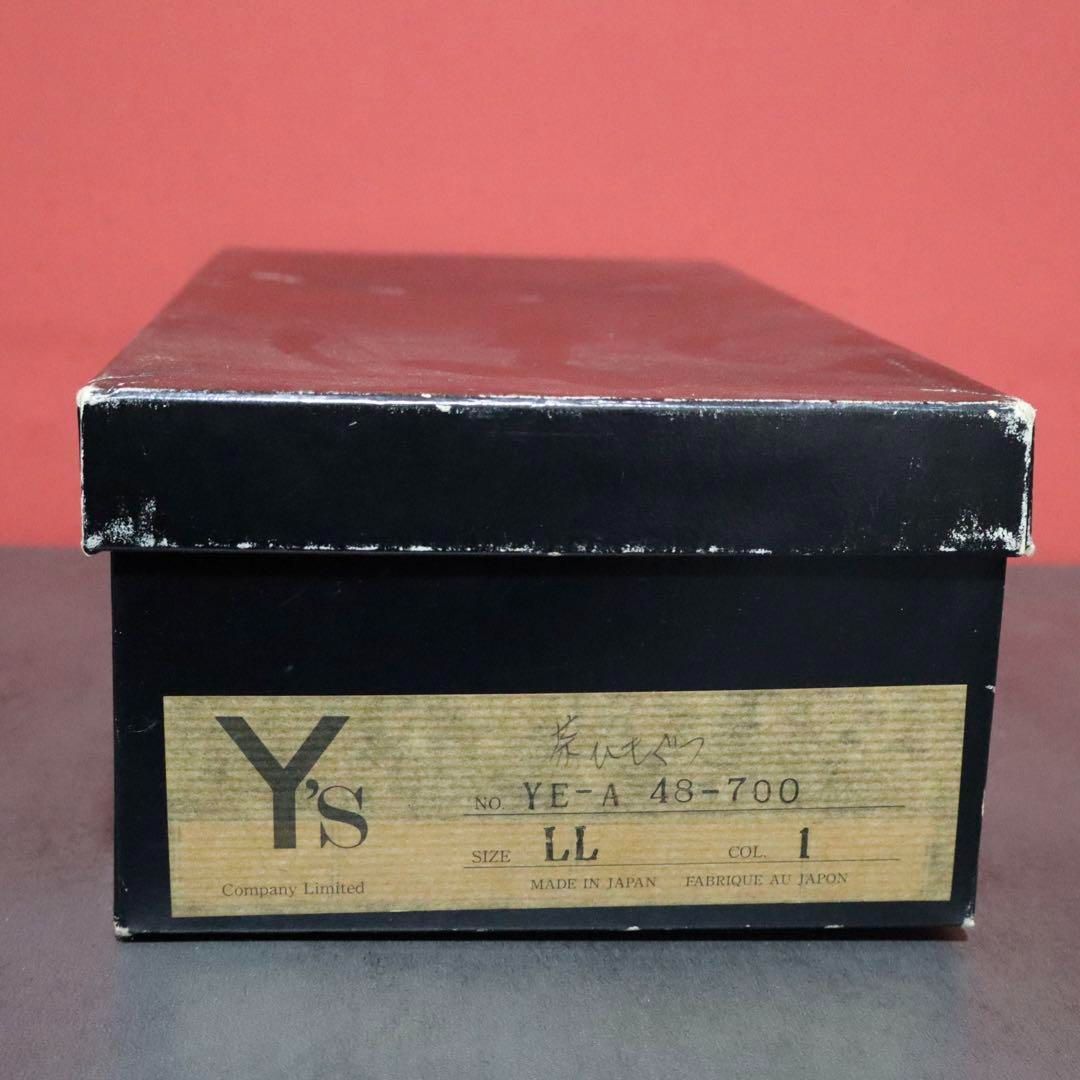 Y's
Company Limited
茶ひもぐつ
NO. YE-A 48-700
SIZE LL COL. 1
MADE IN JAPAN FABRIQUE AU JAPON